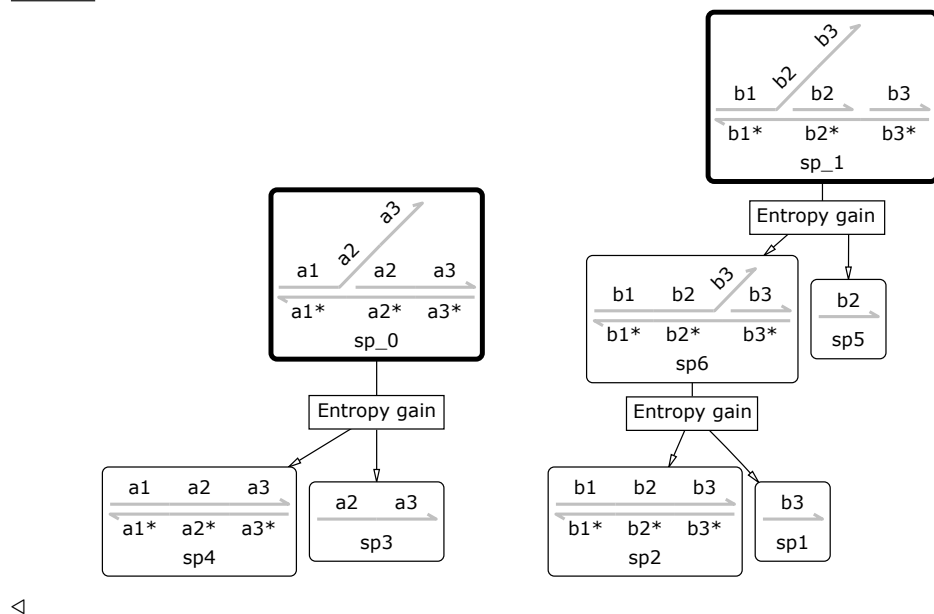 b3
b2
b1 b2 b3
b1* b2* b3*
sp_1
Entropy gain
a3
a2
a1 a2 a3
a1* a2* a3*
sp_0
b3
b1 b2 b3
b1* b2* b3*
sp6
b2
sp5
Entropy gain
Entropy gain
a1 a2 a3
a1* a2* a3*
sp4
a2 a3
sp3
b1 b2 b3
b1* b2* b3*
sp2
b3
sp1